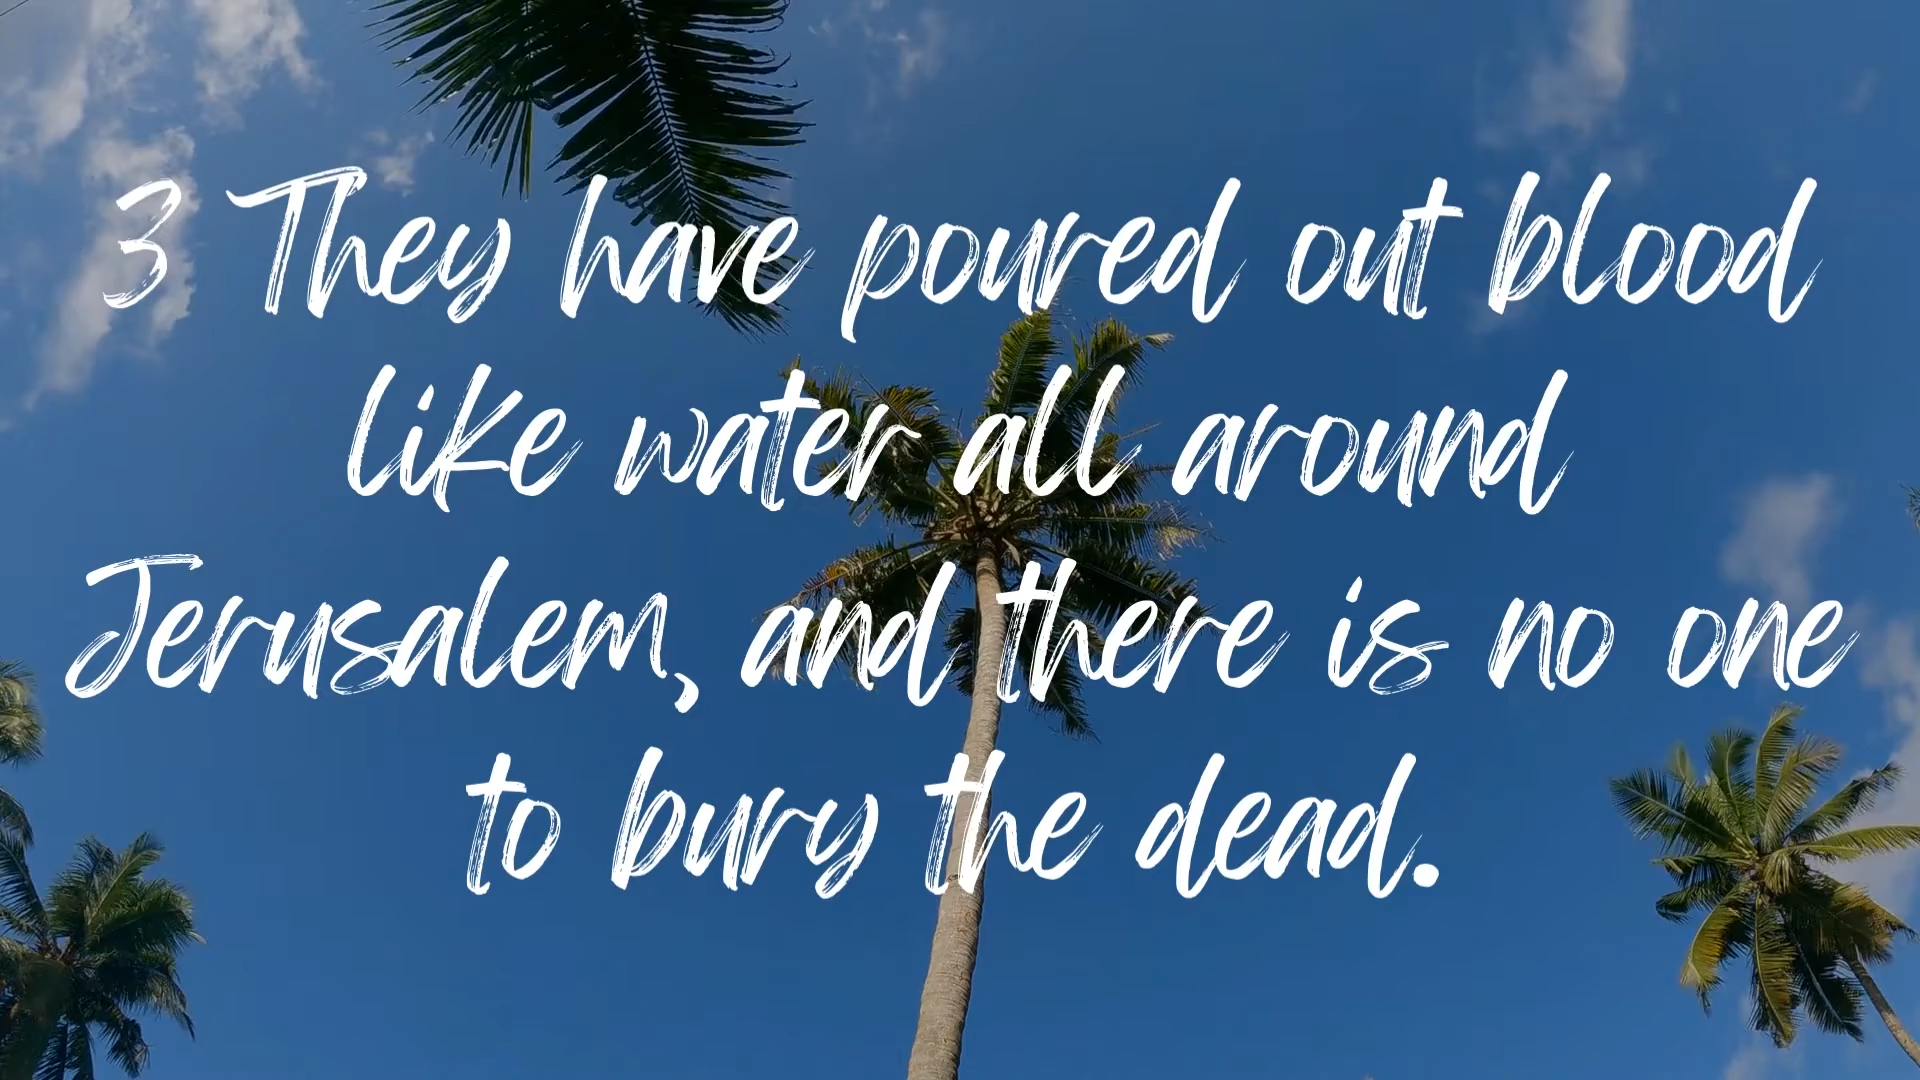 3 They have poured out blood
like water all around
Jerusalem, and there is no one
to bury the dead.